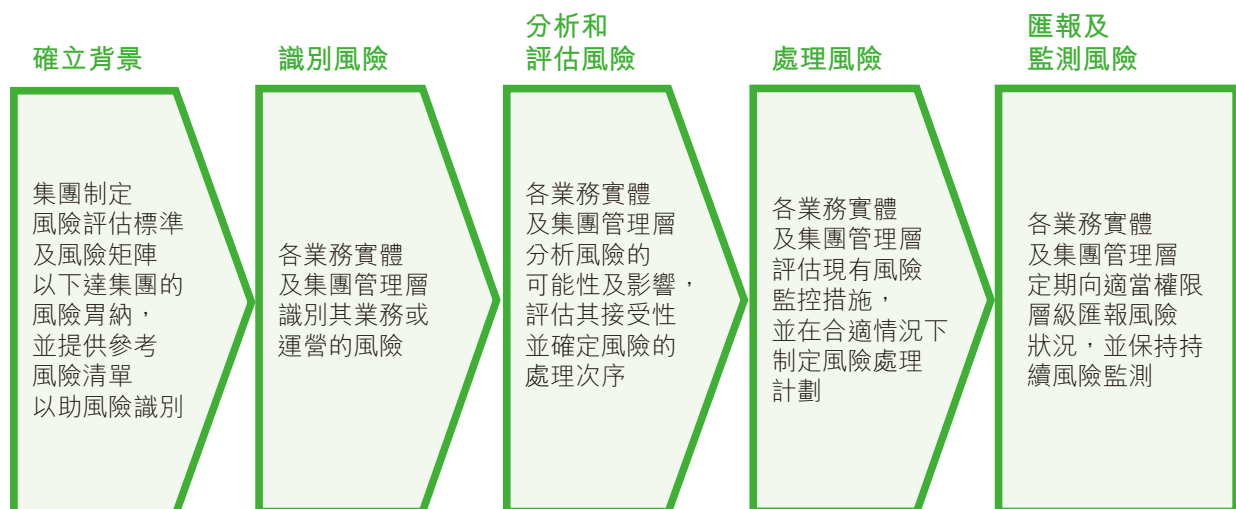 確立背景
集團制定
風險評估標準
及風險矩陣
以下達集團的
風險胃納，
並提供參考
風險清單
以助風險識別
識別風險
各業務實體
及集團管理層
識別其業務或
運營的風險
分析和
評估風險
各業務實體
及集團管理層
分析風險的
可能性及影響，
評估其接受性
並確定風險的
處理次序
處理風險
各業務實體
及集團管理層
評估現有風險
監控措施，
並在合適情況下
制定風險處理
計劃
匯報及
監測風險
各業務實體
及集團管理層
定期向適當權限
層級匯報風險
狀況，並保持持
續風險監測